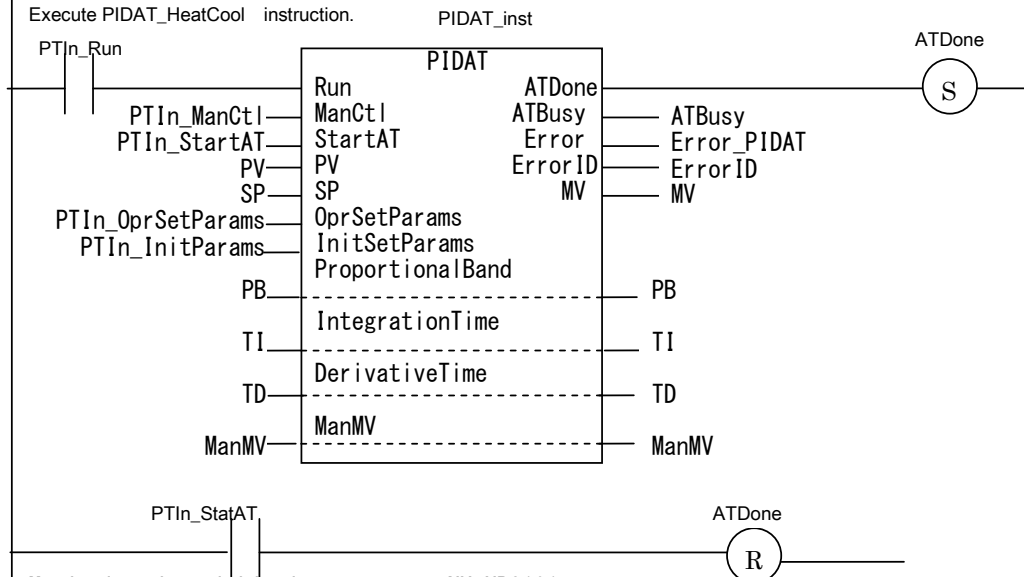 Execute PIDAT_HeatCool instruction.
PIDAT_inst
PTIn_Run
ATDone
PIDAT
S
Run ATDone
PTIn_ManCtl ManCtl ATBusy ATBusy
PTIn_StartAT StartAT Error Error_PIDAT
PV PV ErrorID ErrorID
SP SP MV MV
PTIn_OprSetParams OprSetParams
PTIn_InitParams InitSetParams
ProportionalBand
PB PB
IntegrationTime
TI TI
DerivativeTime
TD TD
ManMV
ManMV ManMV
PTIn_StatAT ATDone
R